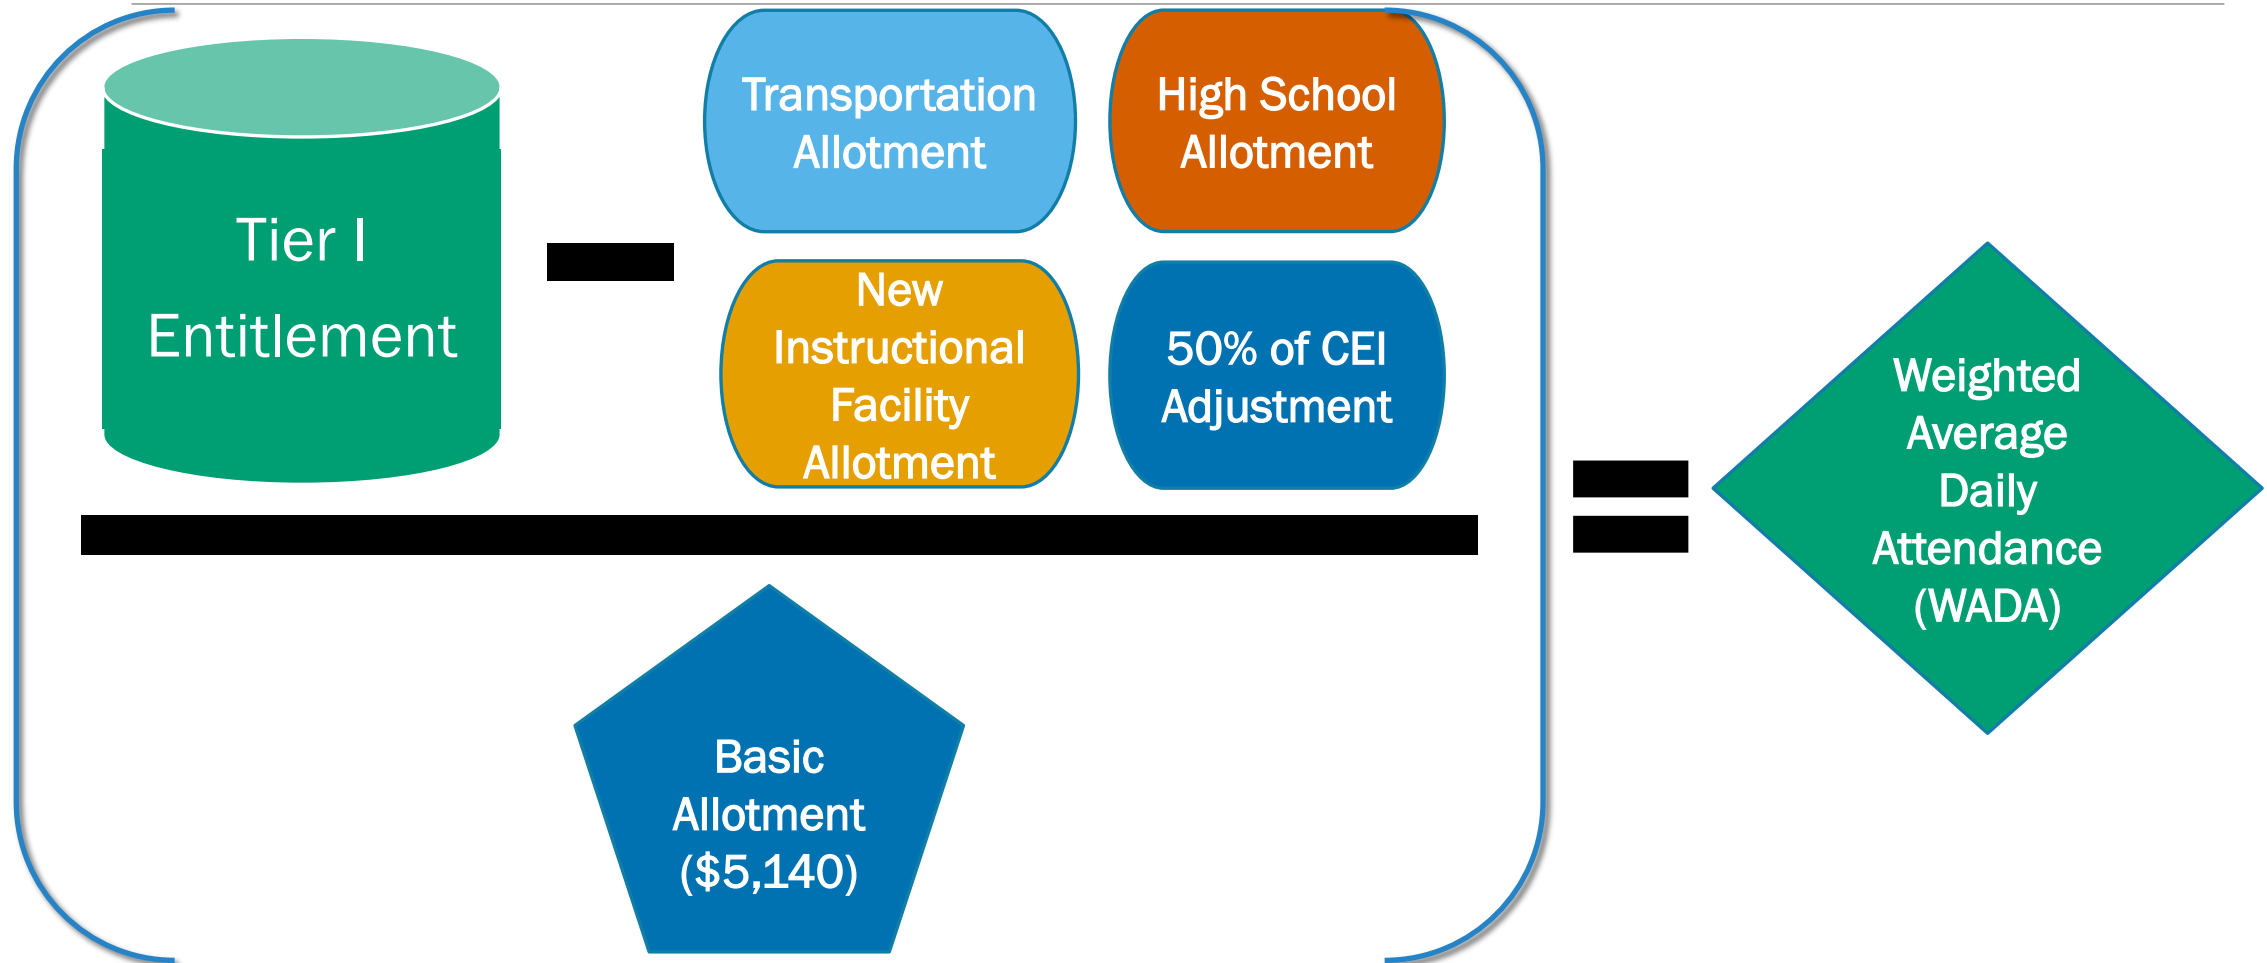 Tier I
Entitlement
Transportation
Allotment
High School
Allotment
New
Instructional
Facility
Allotment
50% of CEI
Adjustment
Basic
Allotment
($5,140)
Weighted
Average
Daily
Attendance
(WADA)